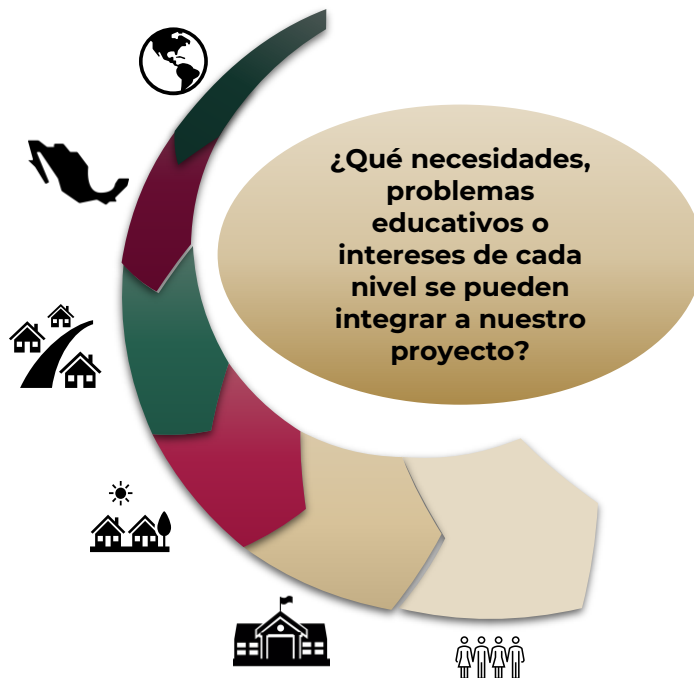 ¿Qué necesidades,
problemas
educativos o
intereses de cada
nivel se pueden
integrar a nuestro
proyecto?